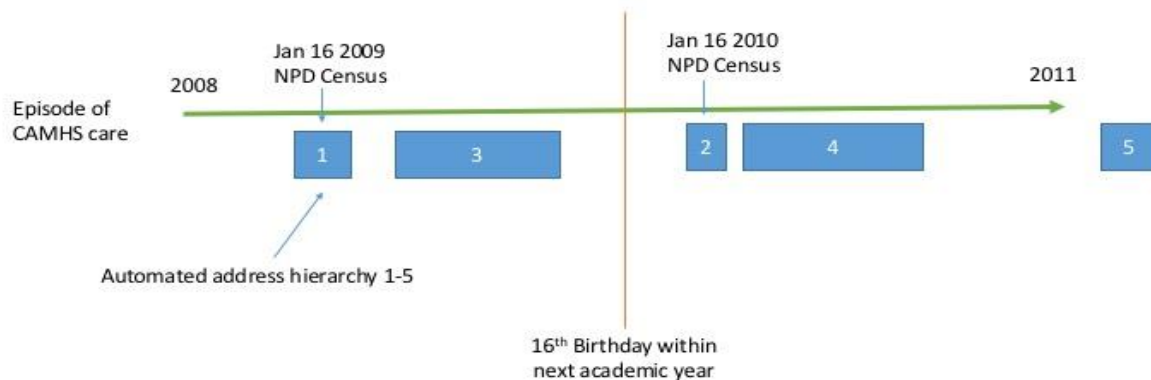 Jan 16 2009
NPD Census
Jan 16 2010
NPD Census
2008
2011
Episode of
CAMHS care
1
3
2
4
5
Automated address hierarchy 1-5
16th Birthday within
next academic year